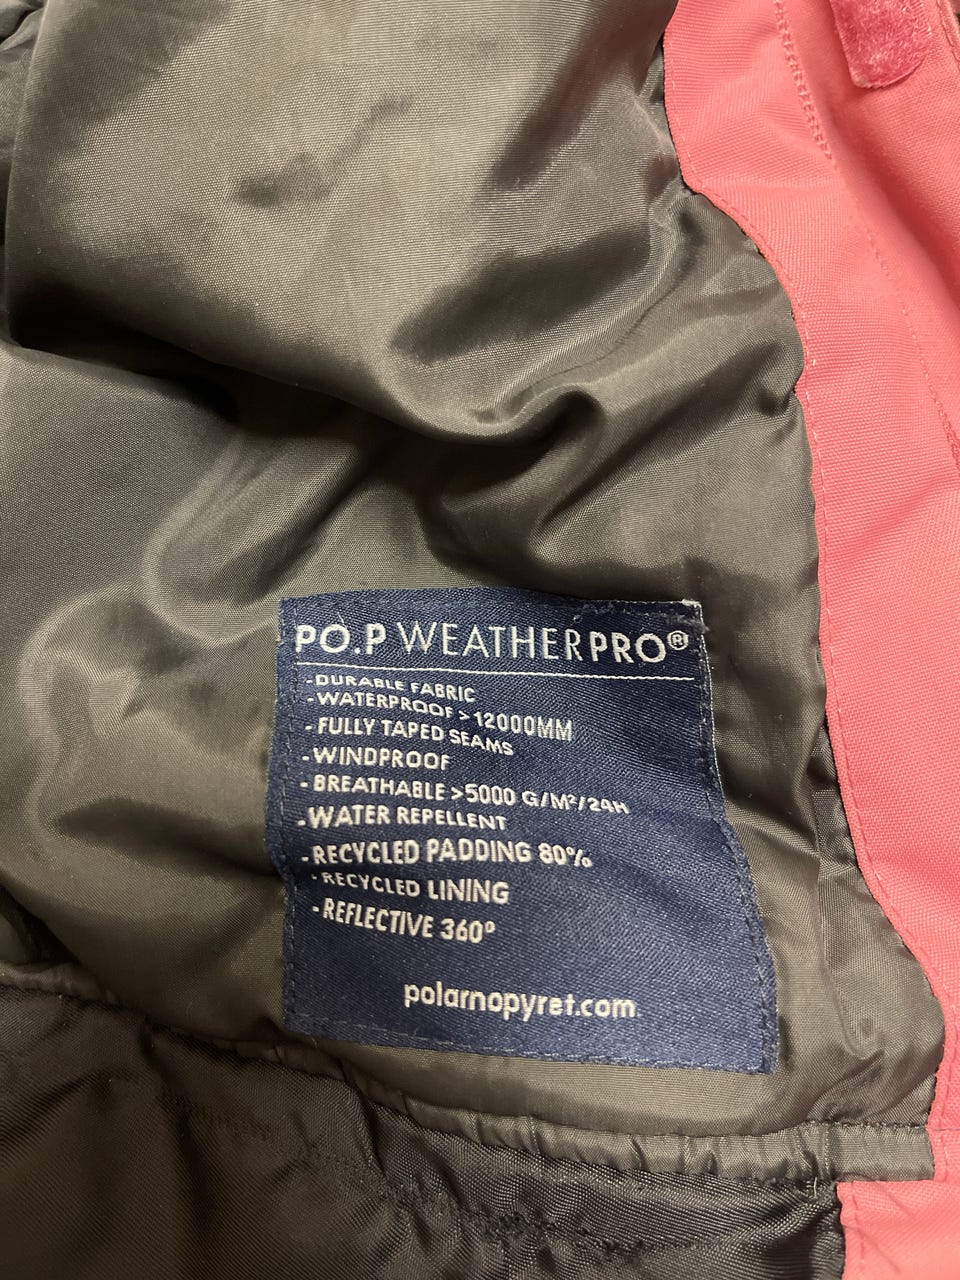 PO.P WEATHERPRO®
-DURABLE FABRIC
-WATERPROOF >12000MM
-FULLY TAPED SEAMS
-WINDPROOF
-BREATHABLE >5000 G/M²/24H
-WATER REPELLENT
-RECYCLED PADDING 80%
-RECYCLED LINING
-REFLECTIVE 360°
polarnopyret.com